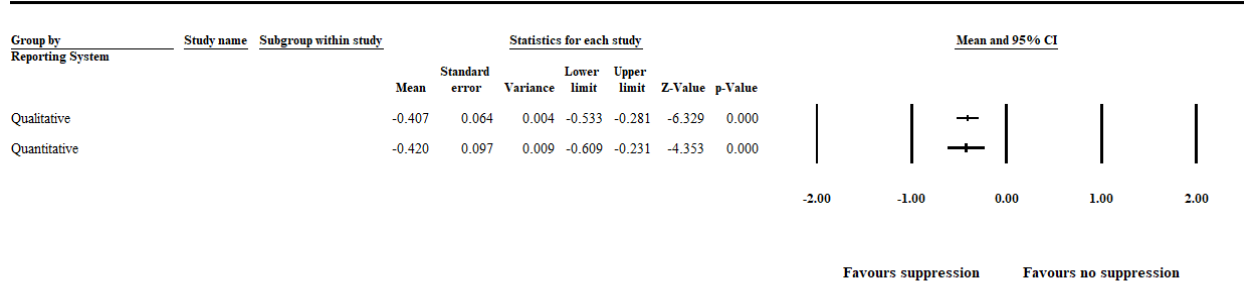 Group by Study name Subgroup within study Statistics for each study Mean and 95% CI
Reporting System
Standard Lower Upper
Mean error Variance limit limit Z-Value p-Value
Qualitative -0.407 0.064 0.004 -0.533 -0.281 -6.329 0.000
Quantitative -0.420 0.097 0.009 -0.609 -0.231 -4.353 0.000
-2.00 -1.00 0.00 1.00 2.00
Favours suppression Favours no suppression